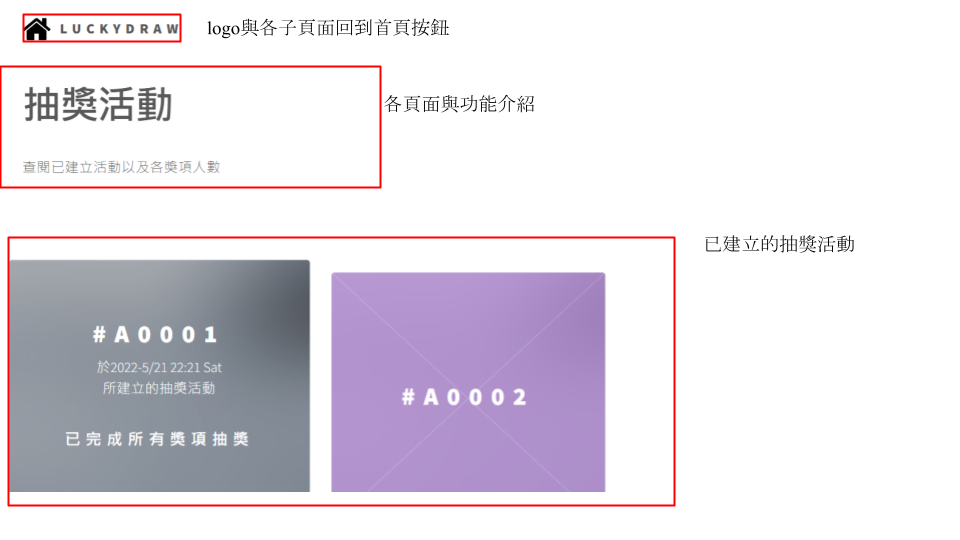 LUCKYDRAW
logo與各子頁面回到首頁按鈕
抽獎活動
各頁面與功能介紹
查閱已建立活動以及各獎項人數
已建立的抽獎活動
#A0001
於2022-5/21 22:21 Sat
所建立的抽獎活動
已完成所有獎項抽獎
#A0002